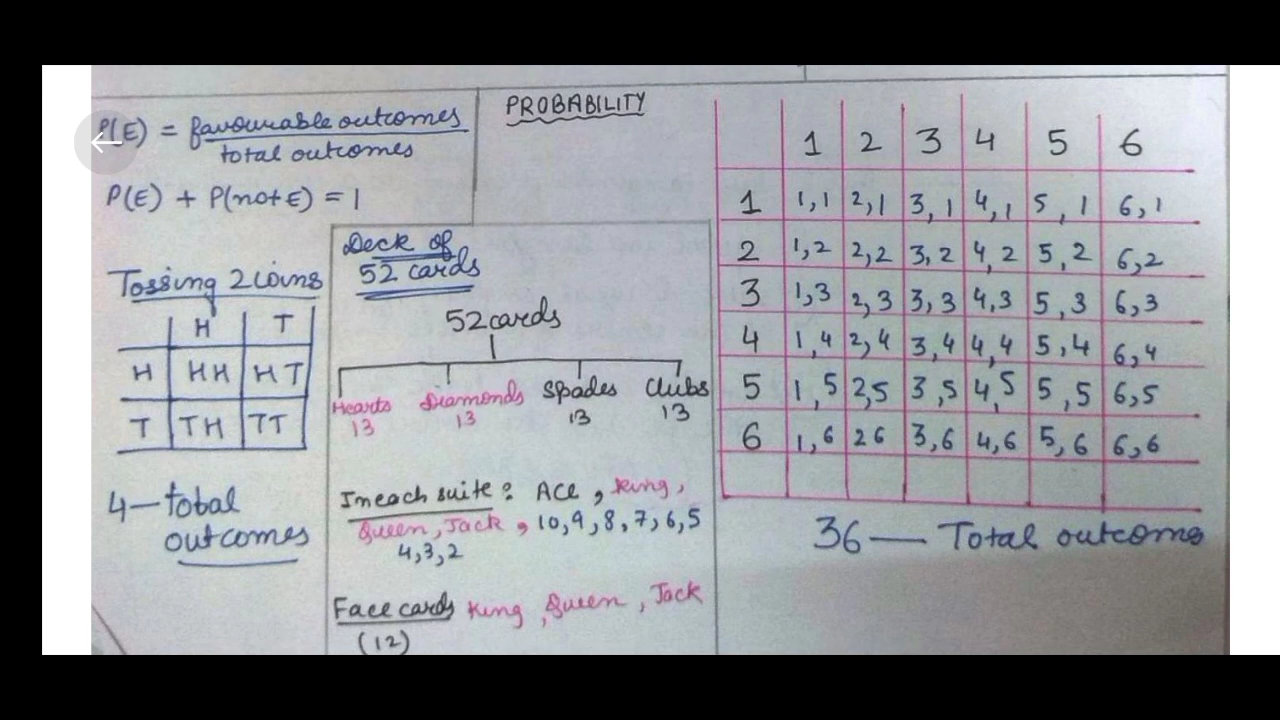 PROBABILITY
P(E) = favourable outcomes
total outcomes
P(E) + P(not E) = 1
Tossing 2 coins
H T
H HH HT
T TH TT
4 — total
outcomes
Deck of
52 cards
52 cards
Hearts Diamonds Spades Clubs
13 13 13 13
In each suite : Ace, King,
Queen, Jack, 10, 9, 8, 7, 6, 5
4, 3, 2
Face cards King, Queen, Jack
(12)
1 2 3 4 5 6
1 1,1 2,1 3,1 4,1 5,1 6,1
2 1,2 2,2 3,2 4,2 5,2 6,2
3 1,3 2,3 3,3 4,3 5,3 6,3
4 1,4 2,4 3,4 4,4 5,4 6,4
5 1,5 2,5 3,5 4,5 5,5 6,5
6 1,6 26 3,6 4,6 5,6 6,6
36 — Total outcome